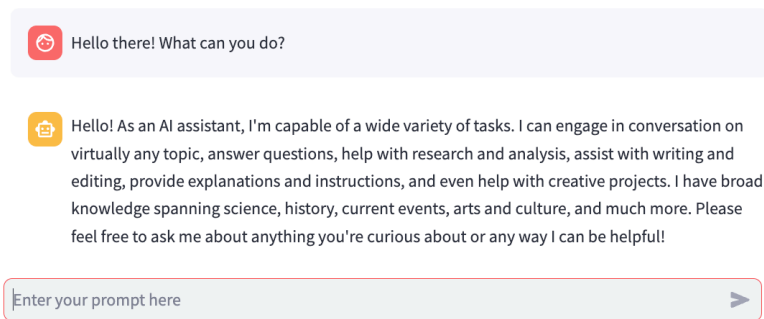 Hello there! What can you do?
Hello! As an AI assistant, I'm capable of a wide variety of tasks. I can engage in conversation on
virtually any topic, answer questions, help with research and analysis, assist with writing and
editing, provide explanations and instructions, and even help with creative projects. I have broad
knowledge spanning science, history, current events, arts and culture, and much more. Please
feel free to ask me about anything you're curious about or any way I can be helpful!
Enter your prompt here